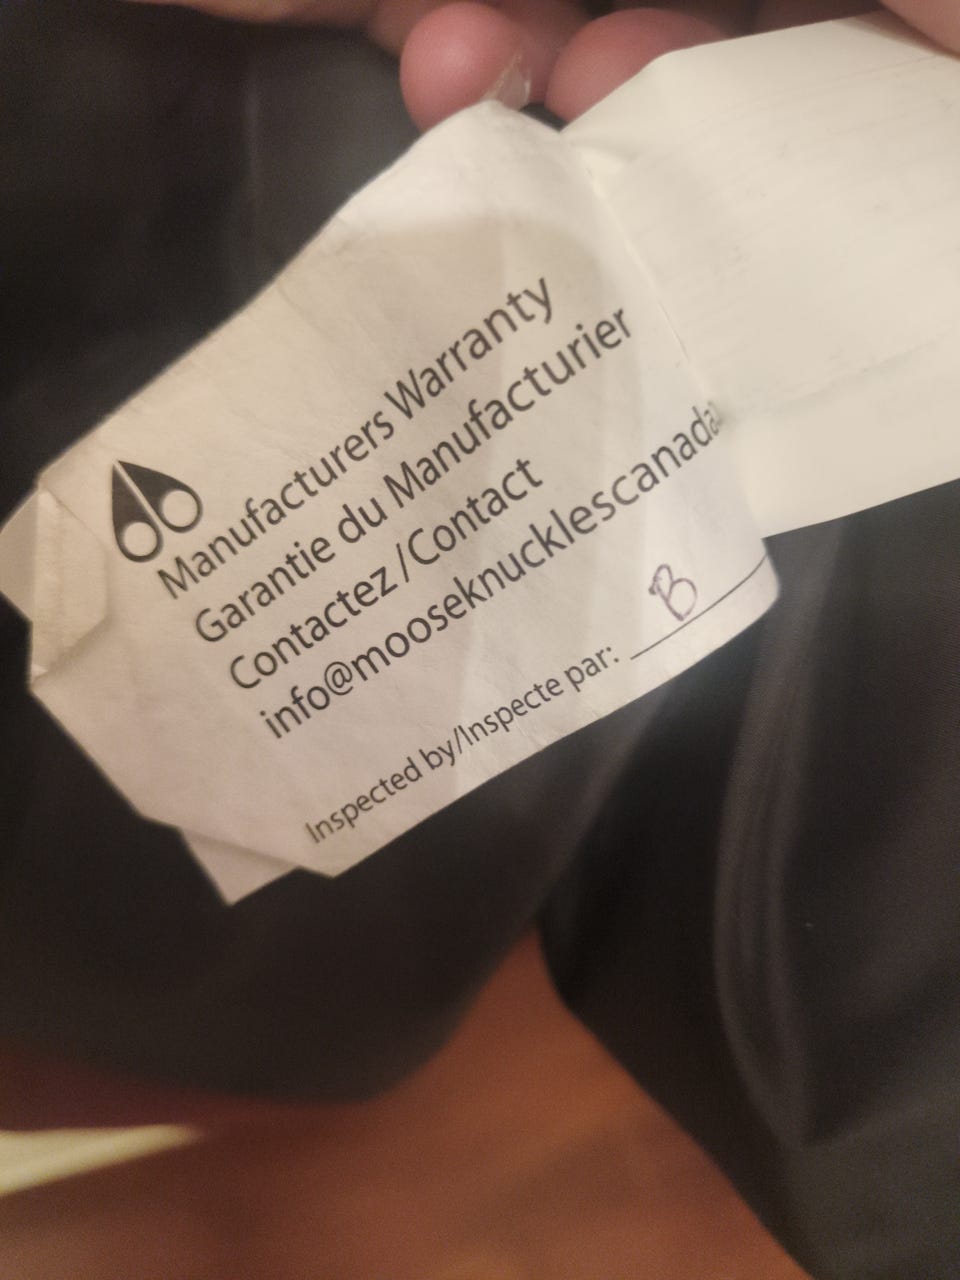 Manufacturers Warranty
Garantie du Manufacturier
Contactez /Contact
info@mooseknucklescanada
Inspected by/Inspecte par: B